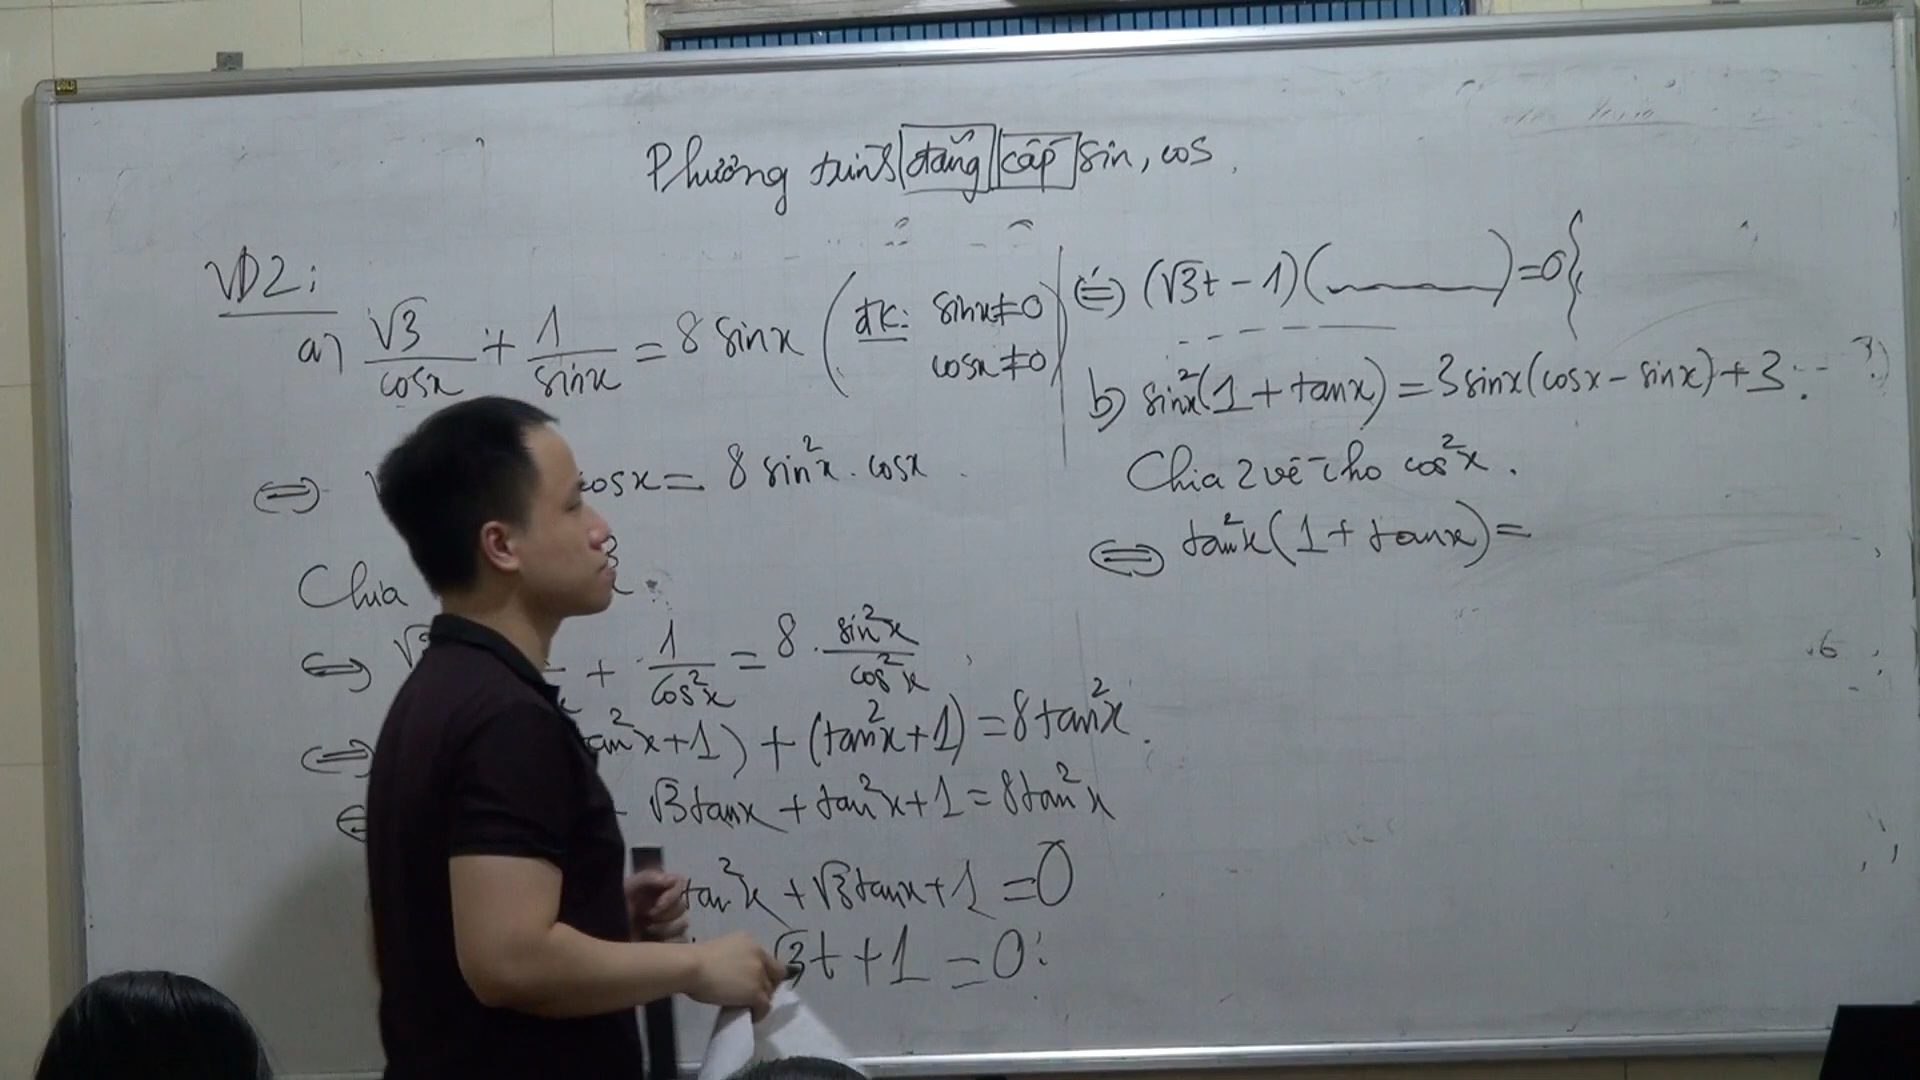 Phương trình đẳng cấp sin, cos.
VD2:
a) √3/cosx + 1/sinx = 8 sinx (ĐK: sinx≠0
cosx≠0)
⇔ cosx = 8 sin²x . cosx
Chia
⇔ + 1/cos²x = 8 . sin²x/cos²x
⇔ tan²x+1) + (tan²x+1) = 8tan²x.
√3tanx + tan²x+1 = 8tan²x
tan²x + √3tanx + 1 = 0
√3t + 1 = 0:
⇔ (√3t - 1)( ) = 0
b) sin²x(1 + tanx) = 3sinx(cosx - sinx) + 3.
Chia 2 vế cho cos²x.
⇔ tan²x(1 + tanx) =